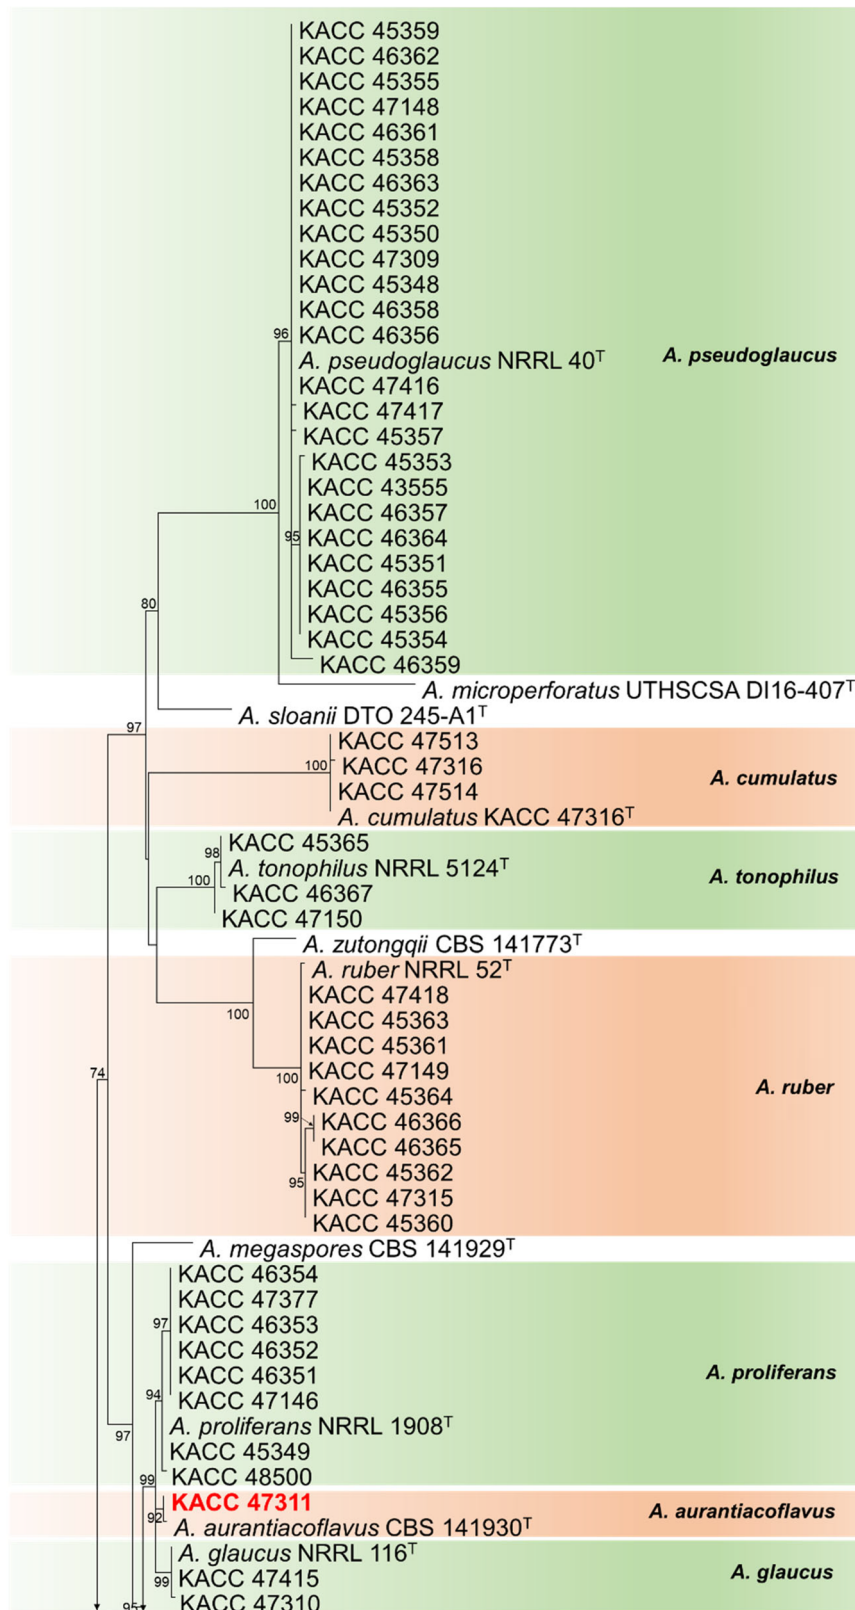 KACC 45359
KACC 46362
KACC 45355
KACC 47148
KACC 46361
KACC 45358
KACC 46363
KACC 45352
KACC 45350
KACC 47309
KACC 45348
KACC 46358
KACC 46356
96
A. pseudoglaucus NRRL 40ᵀ
A. pseudoglaucus
KACC 47416
KACC 47417
KACC 45357
KACC 45353
KACC 43555
100
KACC 46357
95
KACC 46364
KACC 45351
KACC 46355
80
KACC 45356
KACC 45354
KACC 46359
A. microperforatus UTHSCSA DI16-407ᵀ
A. sloanii DTO 245-A1ᵀ
97
KACC 47513
100
KACC 47316
A. cumulatus
KACC 47514
A. cumulatus KACC 47316ᵀ
KACC 45365
98
A. tonophilus NRRL 5124ᵀ
A. tonophilus
100
KACC 46367
KACC 47150
A. zutongqii CBS 141773ᵀ
A. ruber NRRL 52ᵀ
KACC 47418
100
KACC 45363
KACC 45361
74
KACC 47149
100
A. ruber
KACC 45364
99
KACC 46366
KACC 46365
KACC 45362
95
KACC 47315
KACC 45360
A. megaspores CBS 141929ᵀ
KACC 46354
KACC 47377
97
KACC 46353
KACC 46352
KACC 46351
A. proliferans
94
KACC 47146
97
A. proliferans NRRL 1908ᵀ
KACC 45349
99
KACC 48500
KACC 47311
A. aurantiacoflavus
92
A. aurantiacoflavus CBS 141930ᵀ
A. glaucus NRRL 116ᵀ
A. glaucus
99
KACC 47415
KACC 47310
95